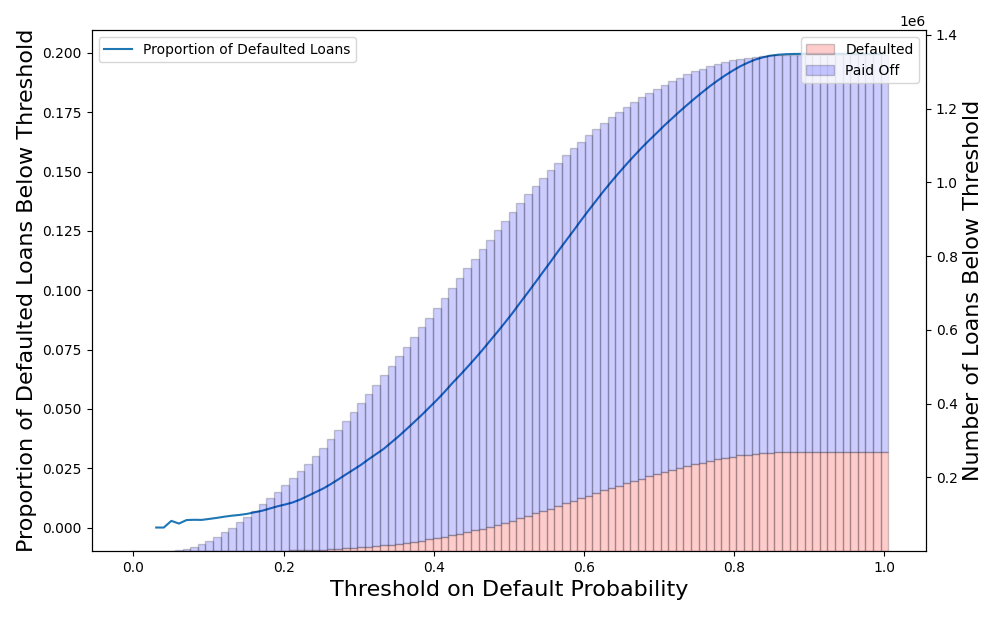 1e6
Proportion of Defaulted Loans
Defaulted
Paid Off
Proportion of Defaulted Loans Below Threshold
0.200
0.175
0.150
0.125
0.100
0.075
0.050
0.025
0.000
1.4
1.2
1.0
0.8
0.6
0.4
0.2
Number of Loans Below Threshold
0.0 0.2 0.4 0.6 0.8 1.0
Threshold on Default Probability